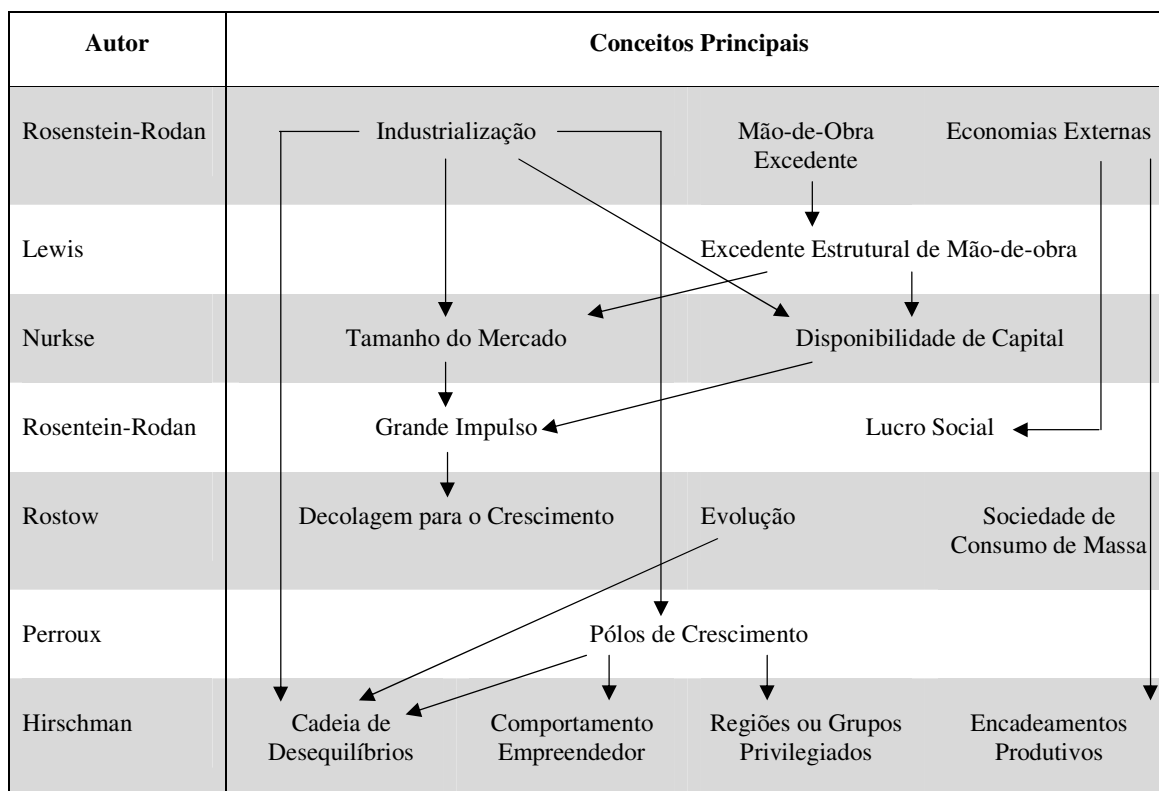 Autor Conceitos Principais
Rosenstein-Rodan Industrialização Mão-de-Obra Economias Externas
Excedente
Lewis Excedente Estrutural de Mão-de-obra
Nurkse Tamanho do Mercado Disponibilidade de Capital
Rosentein-Rodan Grande Impulso Lucro Social
Rostow Decolagem para o Crescimento Evolução Sociedade de
Consumo de Massa
Perroux Pólos de Crescimento
Hirschman Cadeia de Comportamento Regiões ou Grupos Encadeamentos
Desequilíbrios Empreendedor Privilegiados Produtivos